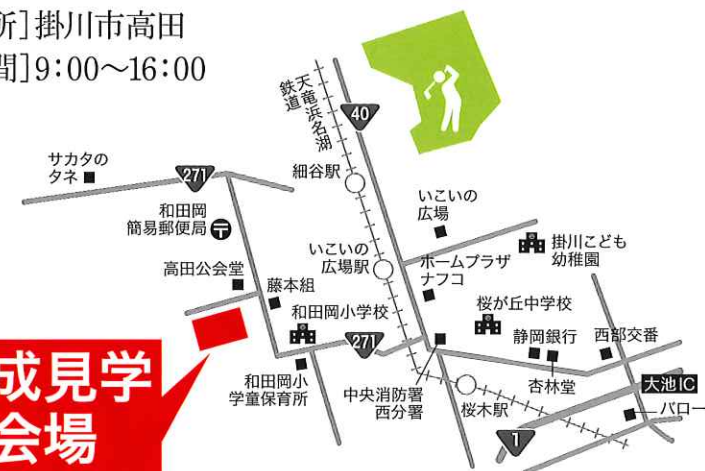 所]掛川市高田
間]9:00〜16:00
天竜浜名湖
鉄道
40
サカタの
タネ
271
細谷駅
和田岡
簡易郵便局
いこいの
広場
いこいの
広場駅
掛川こども
幼稚園
ホームプラザ
ナフコ
高田公会堂
藤本組
和田岡小学校
桜が丘中学校
271
静岡銀行
西部交番
成見学
会場
和田岡小
学童保育所
中央消防署
西分署
桜木駅
杏林堂
大池IC
バロー
1